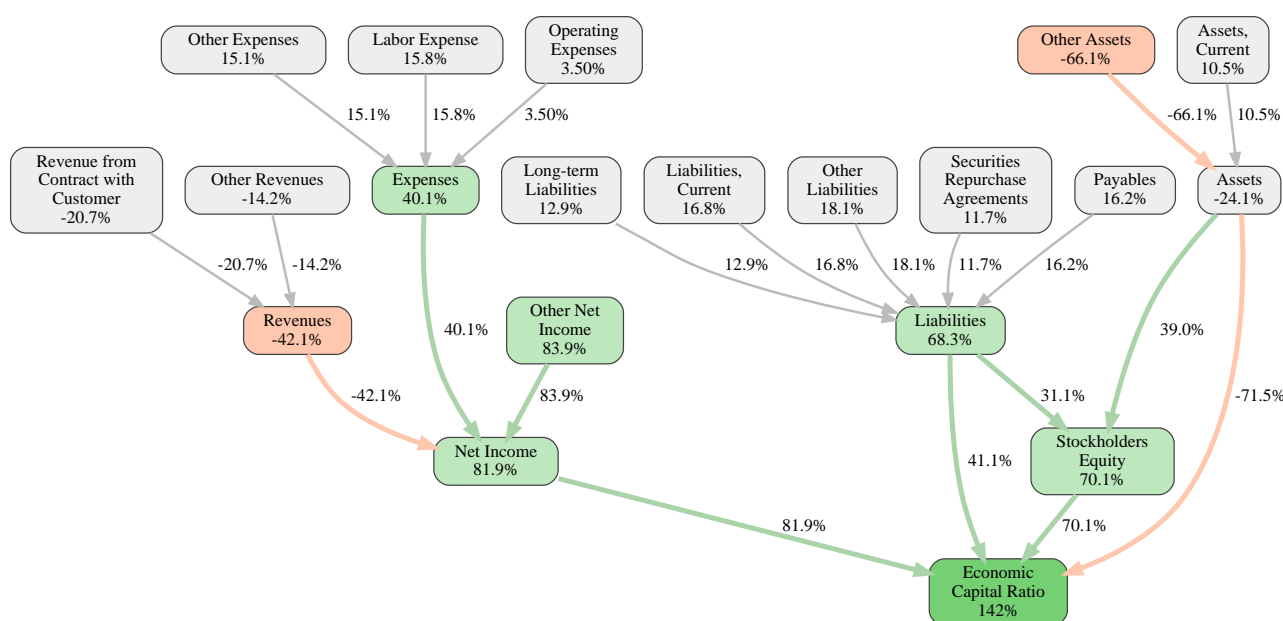 Other Expenses
15.1%
Labor Expense
15.8%
Operating
Expenses
3.50%
Other Assets
-66.1%
Assets,
Current
10.5%
15.1%
15.8%
3.50%
-66.1%
10.5%
Revenue from
Contract with
Customer
-20.7%
Other Revenues
-14.2%
Expenses
40.1%
Long-term
Liabilities
12.9%
Liabilities,
Current
16.8%
Other
Liabilities
18.1%
Securities
Repurchase
Agreements
11.7%
Payables
16.2%
Assets
-24.1%
-20.7%
-14.2%
12.9%
16.8%
18.1%
11.7%
16.2%
Revenues
-42.1%
40.1%
Other Net
Income
83.9%
Liabilities
68.3%
39.0%
-42.1%
83.9%
31.1%
-71.5%
Net Income
81.9%
41.1%
Stockholders
Equity
70.1%
81.9%
70.1%
Economic
Capital Ratio
142%